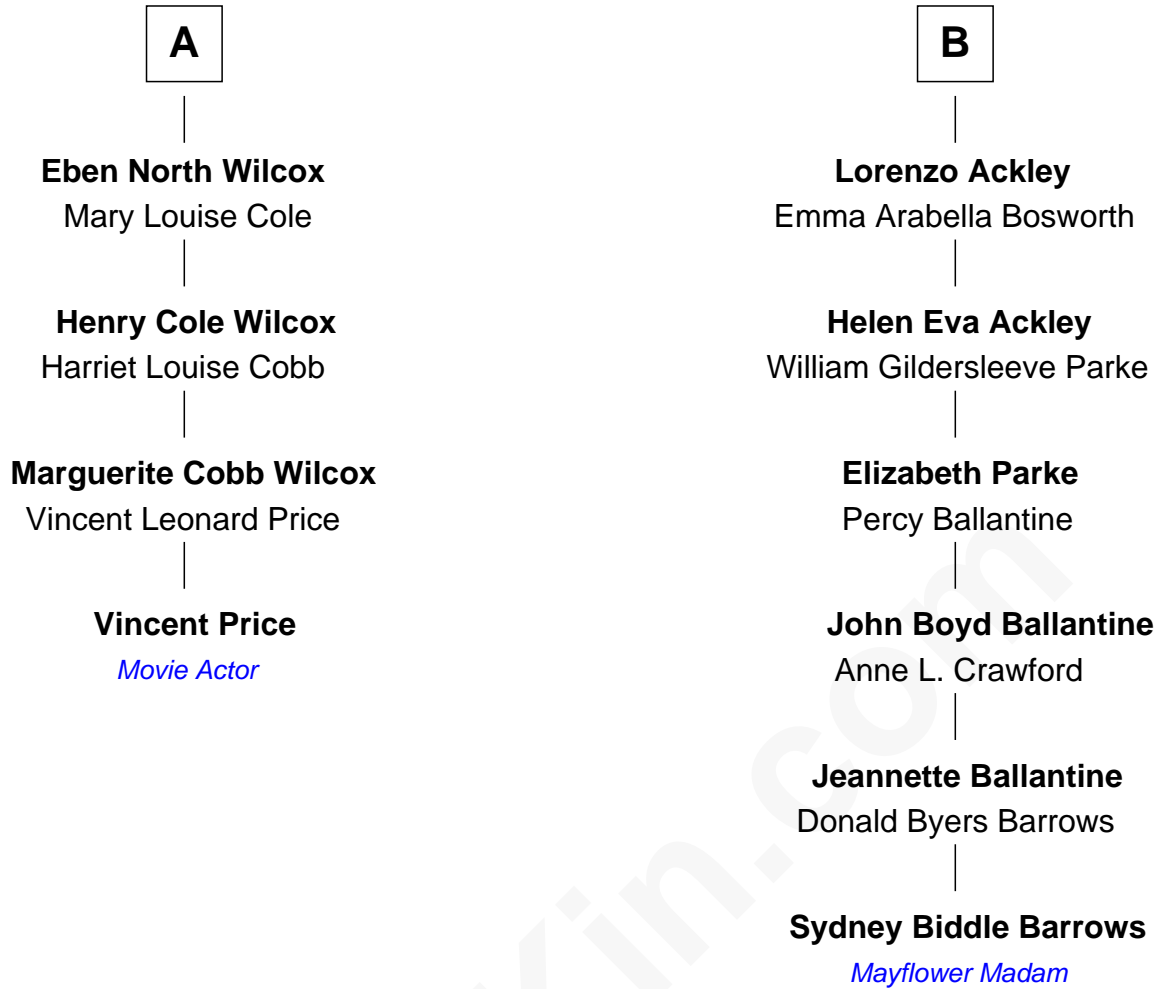 A
Eben North Wilcox
Mary Louise Cole
Henry Cole Wilcox
Harriet Louise Cobb
Marguerite Cobb Wilcox
Vincent Leonard Price
Vincent Price
Movie Actor
B
Lorenzo Ackley
Emma Arabella Bosworth
Helen Eva Ackley
William Gildersleeve Parke
Elizabeth Parke
Percy Ballantine
John Boyd Ballantine
Anne L. Crawford
Jeannette Ballantine
Donald Byers Barrows
Sydney Biddle Barrows
Mayflower Madam
Kin.com